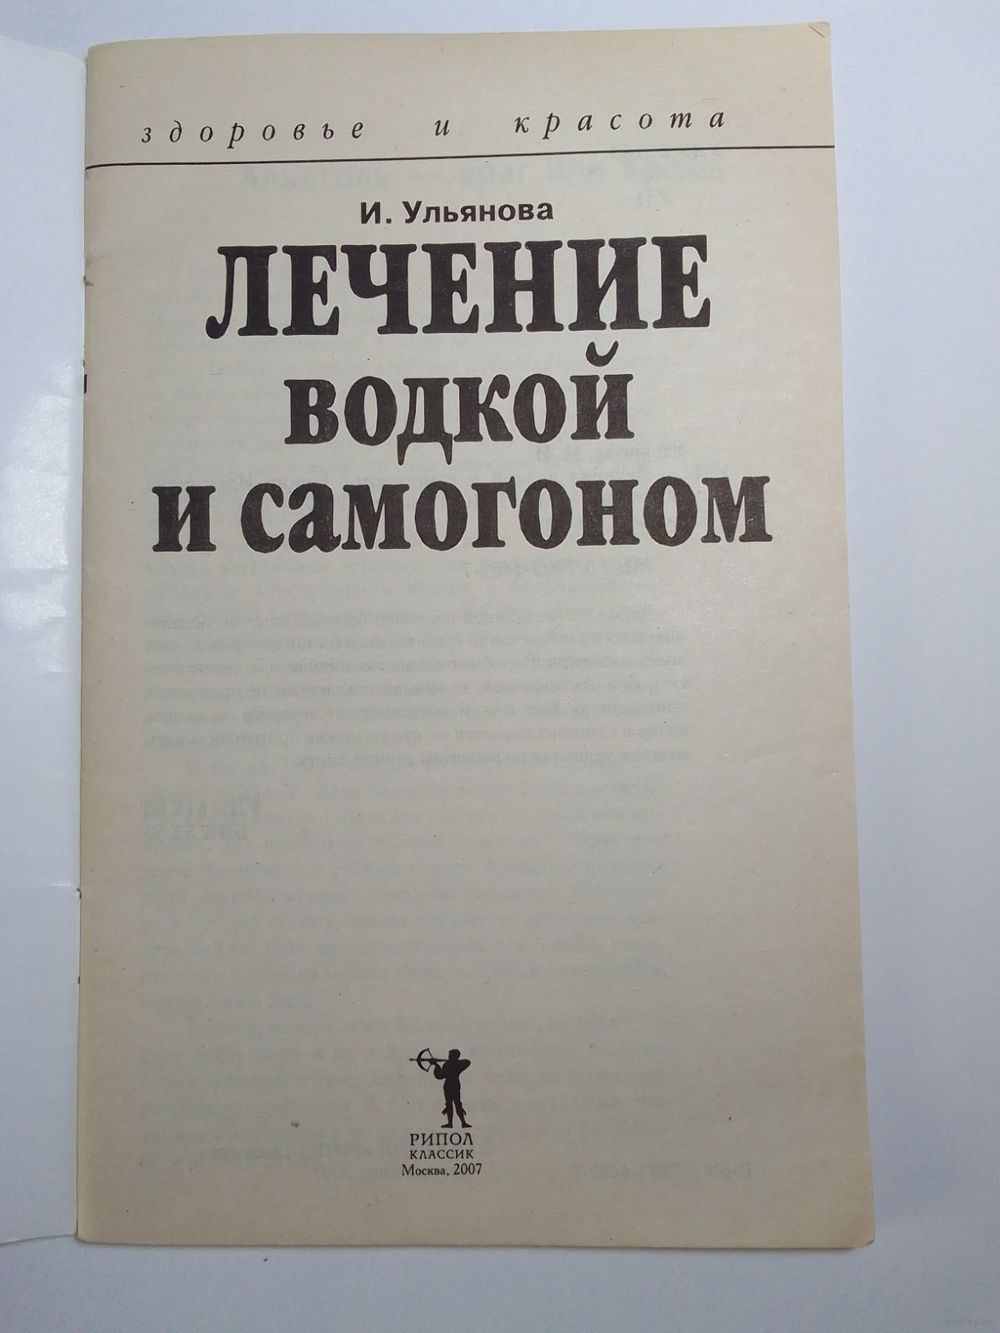 здоровье и красота
И. Ульянова
ЛЕЧЕНИЕ
ВОДКОЙ
И САМОГОНОМ
РИПОЛ
КЛАССИК
Москва, 2007